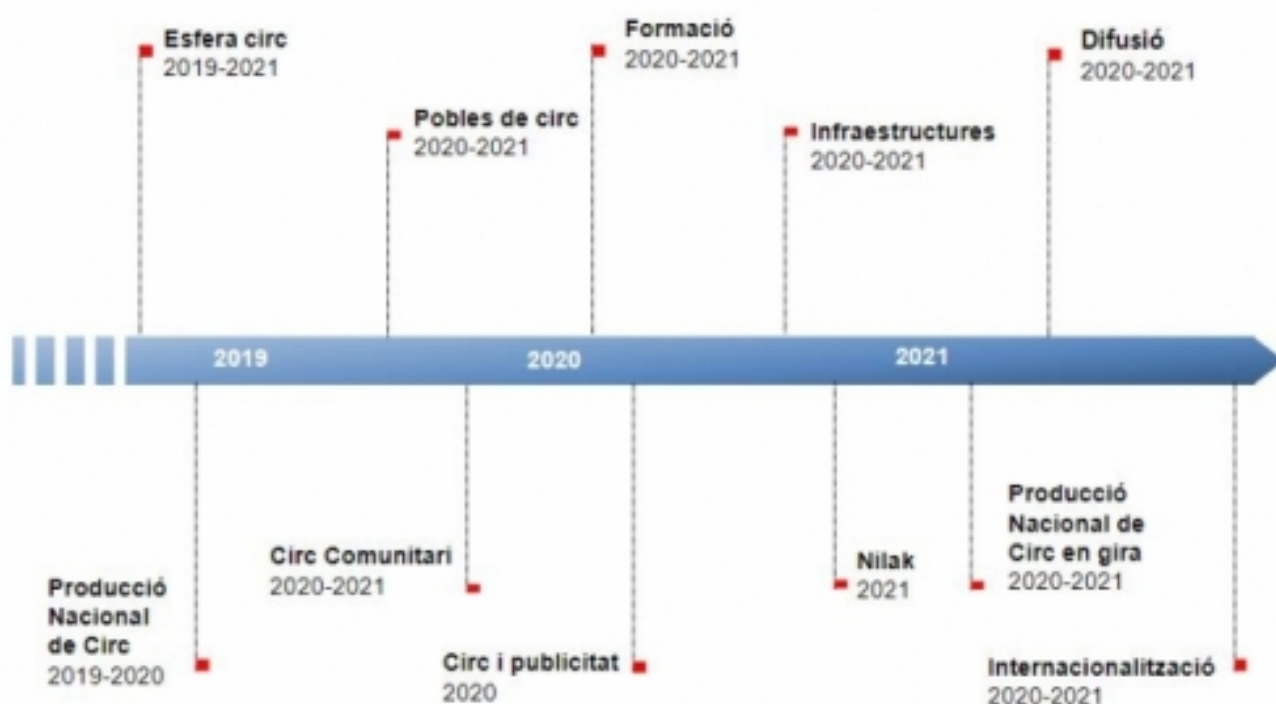 Esfera circ
2019-2021
Pobles de circ
2020-2021
Formació
2020-2021
Infraestructures
2020-2021
Difusió
2020-2021
2019
2020
2021
Producció
Nacional
de Circ
2019-2020
Circ Comunitari
2020-2021
Circ i publicitat
2020
Nilak
2021
Producció
Nacional de
Circ en gira
2020-2021
Internacionalització
2020-2021